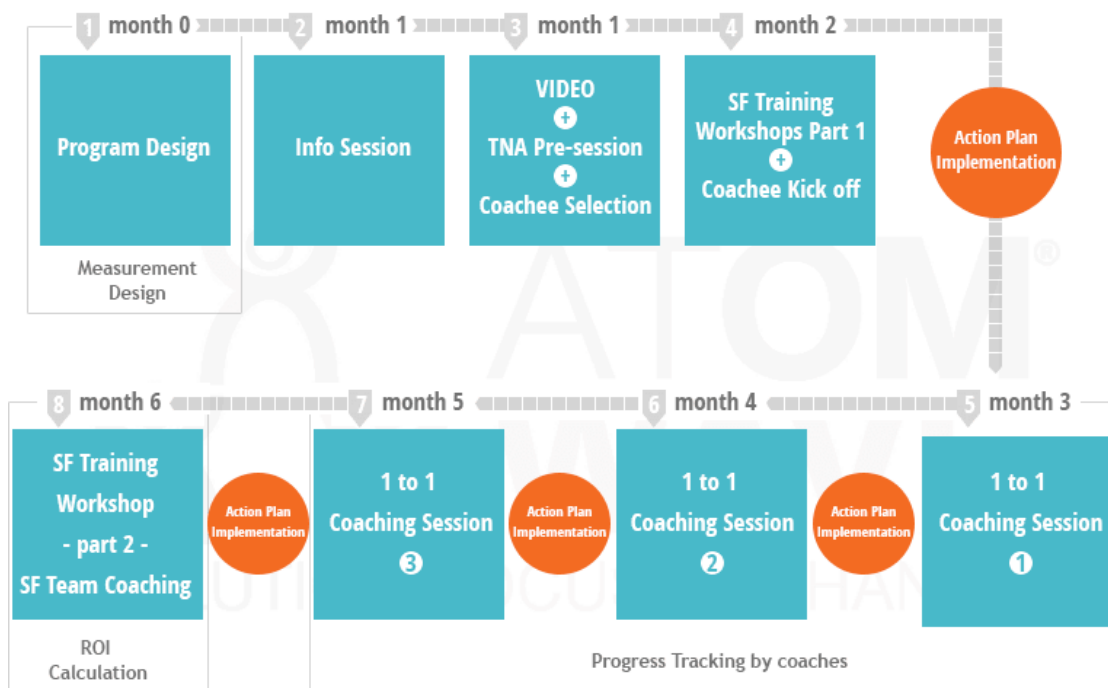 1 month 0
2 month 1
3 month 1
4 month 2
Program Design
Info Session
VIDEO
+
TNA Pre-session
+
Coachee Selection
SF Training
Workshops Part 1
+
Coachee Kick off
Action Plan
Implementation
Measurement
Design
ATOM®
8 month 6
7 month 5
6 month 4
5 month 3
SF Training
Workshop
- part 2 -
SF Team Coaching
Action Plan
Implementation
1 to 1
Coaching Session
3
Action Plan
Implementation
1 to 1
Coaching Session
2
Action Plan
Implementation
1 to 1
Coaching Session
1
ROI
Calculation
Progress Tracking by coaches